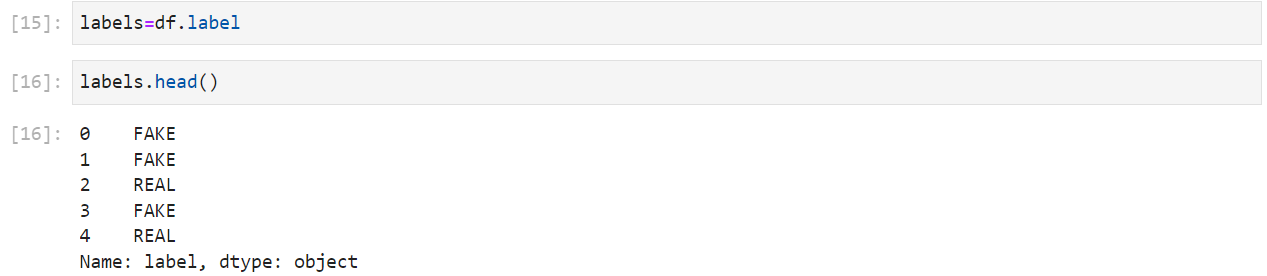 [15]: labels=df.label
[16]: labels.head()
[16]: 0    FAKE
1    FAKE
2    REAL
3    FAKE
4    REAL
Name: label, dtype: object